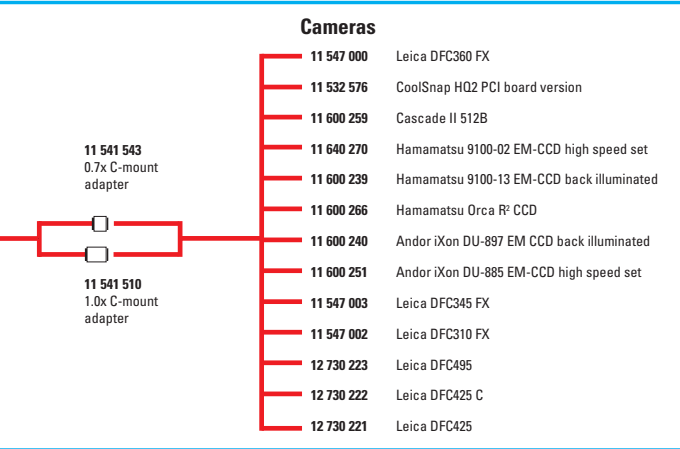 Cameras
11 547 000 Leica DFC360 FX
11 532 576 CoolSnap HQ2 PCI board version
11 600 259 Cascade II 512B
11 541 543
0.7x C-mount
adapter
11 640 270 Hamamatsu 9100-02 EM-CCD high speed set
11 600 239 Hamamatsu 9100-13 EM-CCD back illuminated
11 600 266 Hamamatsu Orca R² CCD
11 600 240 Andor iXon DU-897 EM CCD back illuminated
11 600 251 Andor iXon DU-885 EM-CCD high speed set
11 541 510
1.0x C-mount
adapter
11 547 003 Leica DFC345 FX
11 547 002 Leica DFC310 FX
12 730 223 Leica DFC495
12 730 222 Leica DFC425 C
12 730 221 Leica DFC425